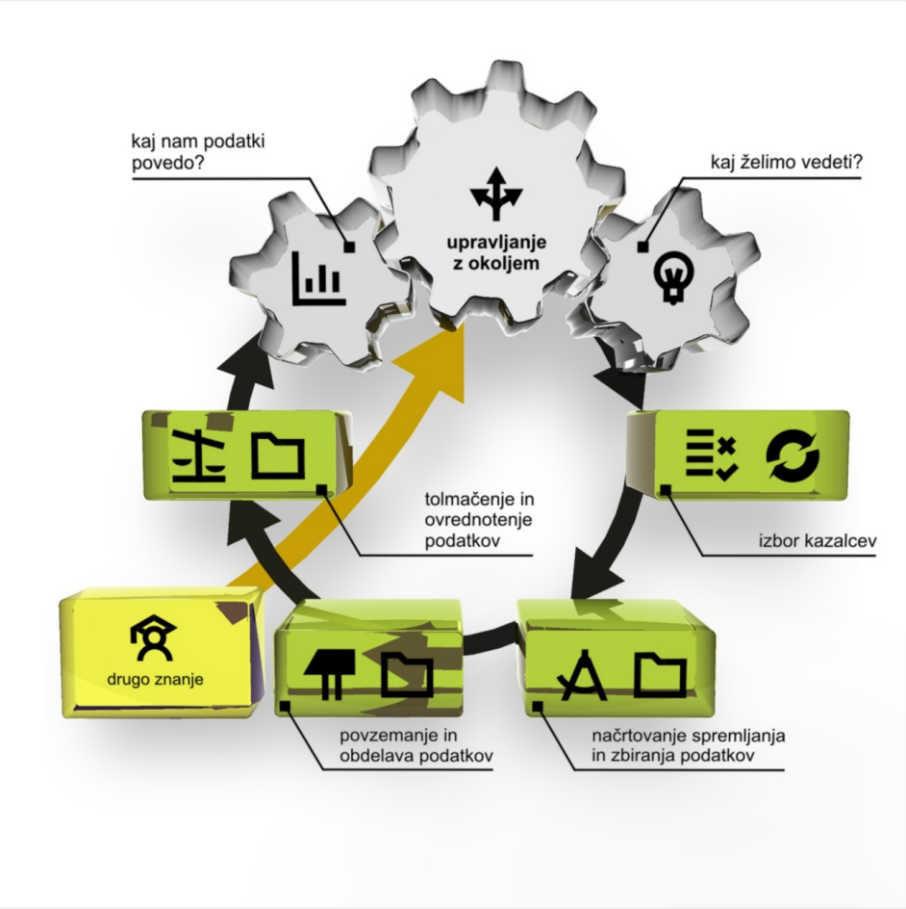 kaj nam podatki
povedo?
kaj želimo vedeti?
upravljanje
z okoljem
tolmačenje in
ovrednotenje
podatkov
izbor kazalcev
drugo znanje
povzemanje in
obdelava podatkov
načrtovanje spremljanja
in zbiranja podatkov